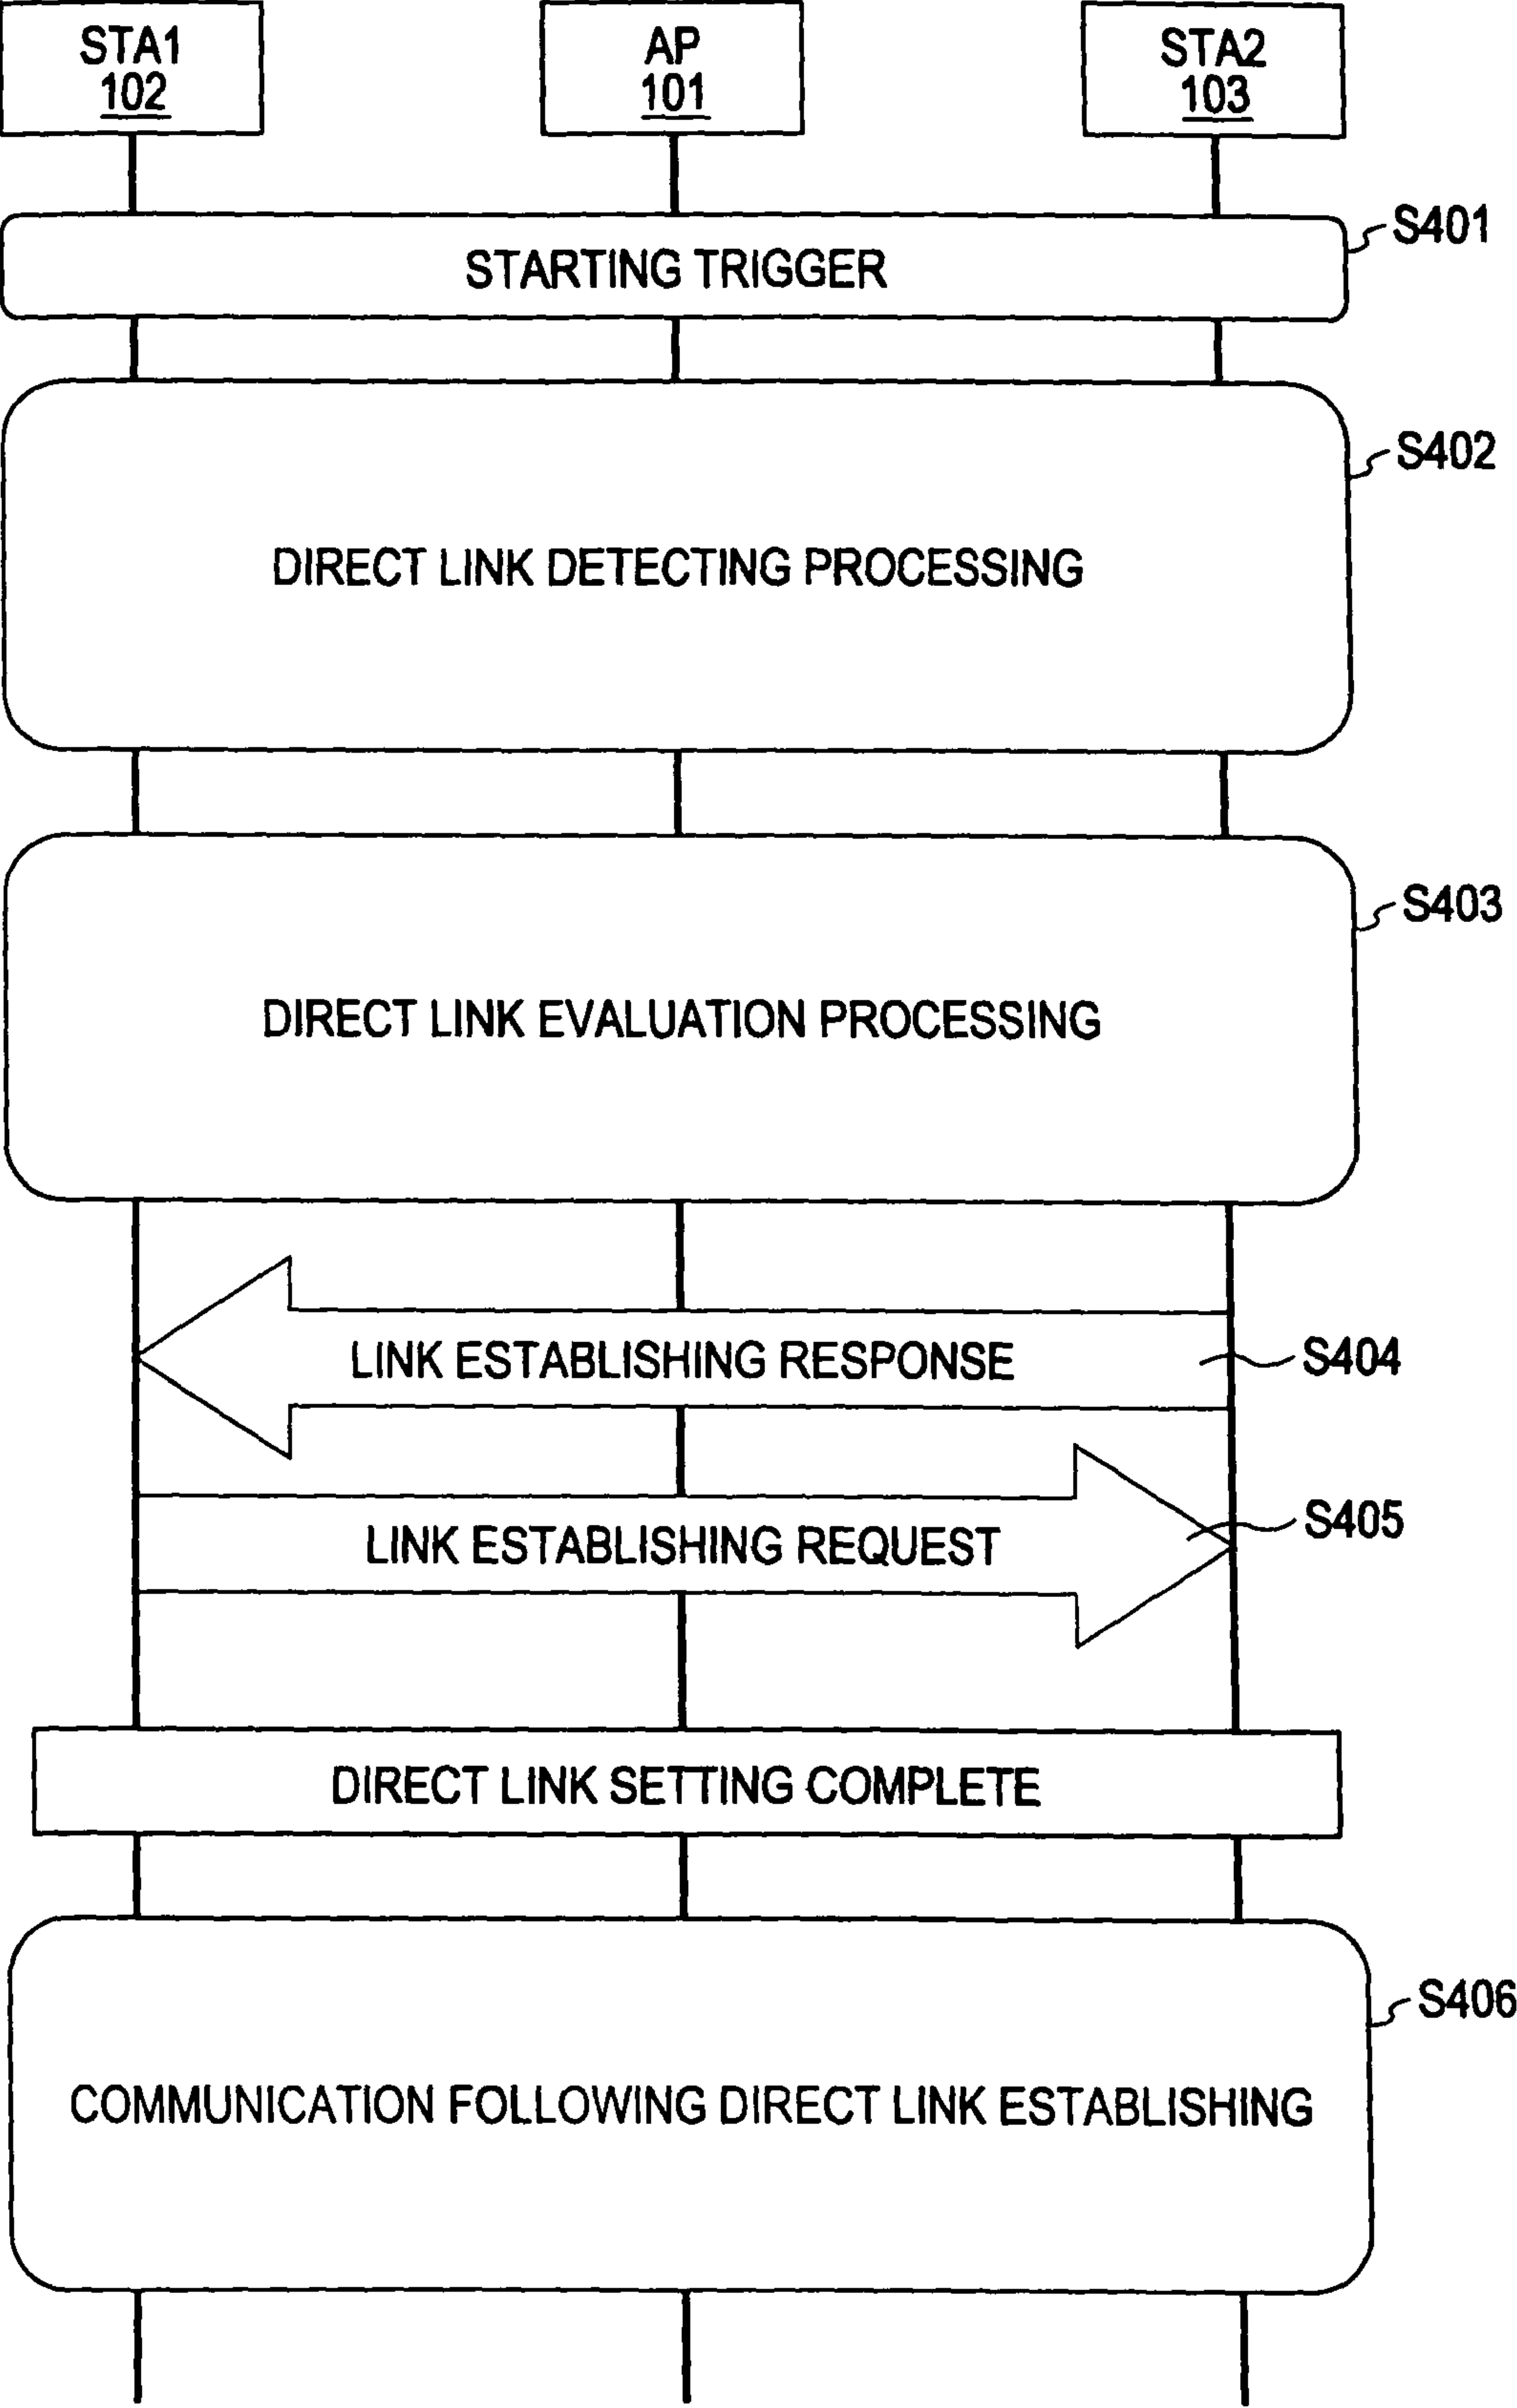 STA1
102
AP
101
STA2
103
S401
STARTING TRIGGER
S402
DIRECT LINK DETECTING PROCESSING
S403
DIRECT LINK EVALUATION PROCESSING
LINK ESTABLISHING RESPONSE
S404
LINK ESTABLISHING REQUEST
S405
DIRECT LINK SETTING COMPLETE
S406
COMMUNICATION FOLLOWING DIRECT LINK ESTABLISHING